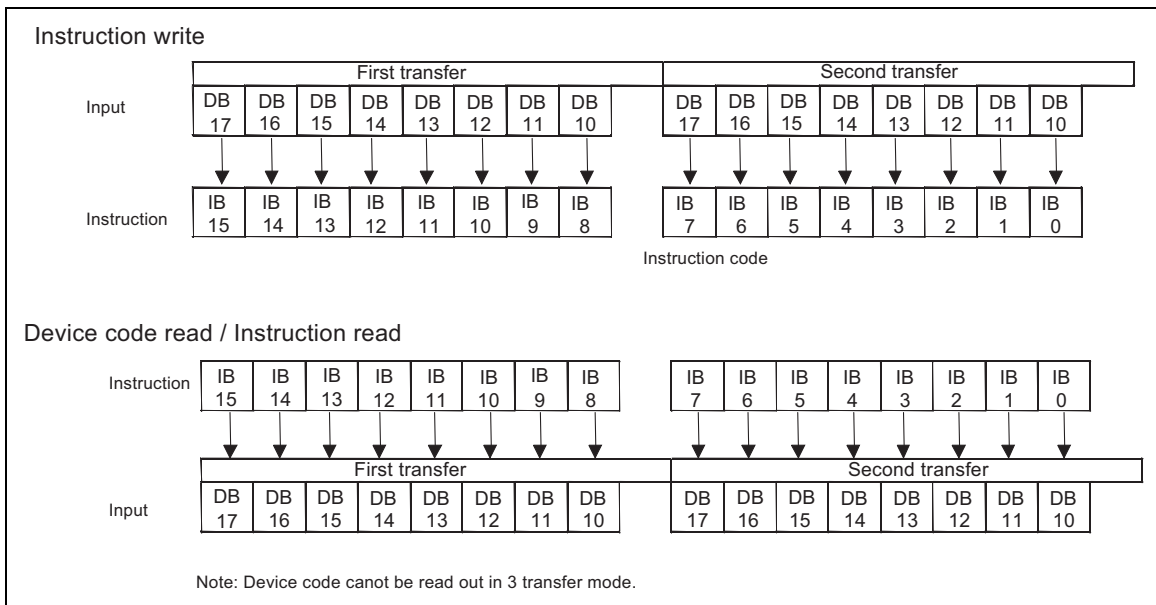 Instruction write
First transfer Second transfer
Input DB 17 DB 16 DB 15 DB 14 DB 13 DB 12 DB 11 DB 10 DB 17 DB 16 DB 15 DB 14 DB 13 DB 12 DB 11 DB 10
Instruction IB 15 IB 14 IB 13 IB 12 IB 11 IB 10 IB 9 IB 8 IB 7 IB 6 IB 5 IB 4 IB 3 IB 2 IB 1 IB 0
Instruction code
Device code read / Instruction read
Instruction IB 15 IB 14 IB 13 IB 12 IB 11 IB 10 IB 9 IB 8 IB 7 IB 6 IB 5 IB 4 IB 3 IB 2 IB 1 IB 0
First transfer Second transfer
Input DB 17 DB 16 DB 15 DB 14 DB 13 DB 12 DB 11 DB 10 DB 17 DB 16 DB 15 DB 14 DB 13 DB 12 DB 11 DB 10
Note: Device code canot be read out in 3 transfer mode.